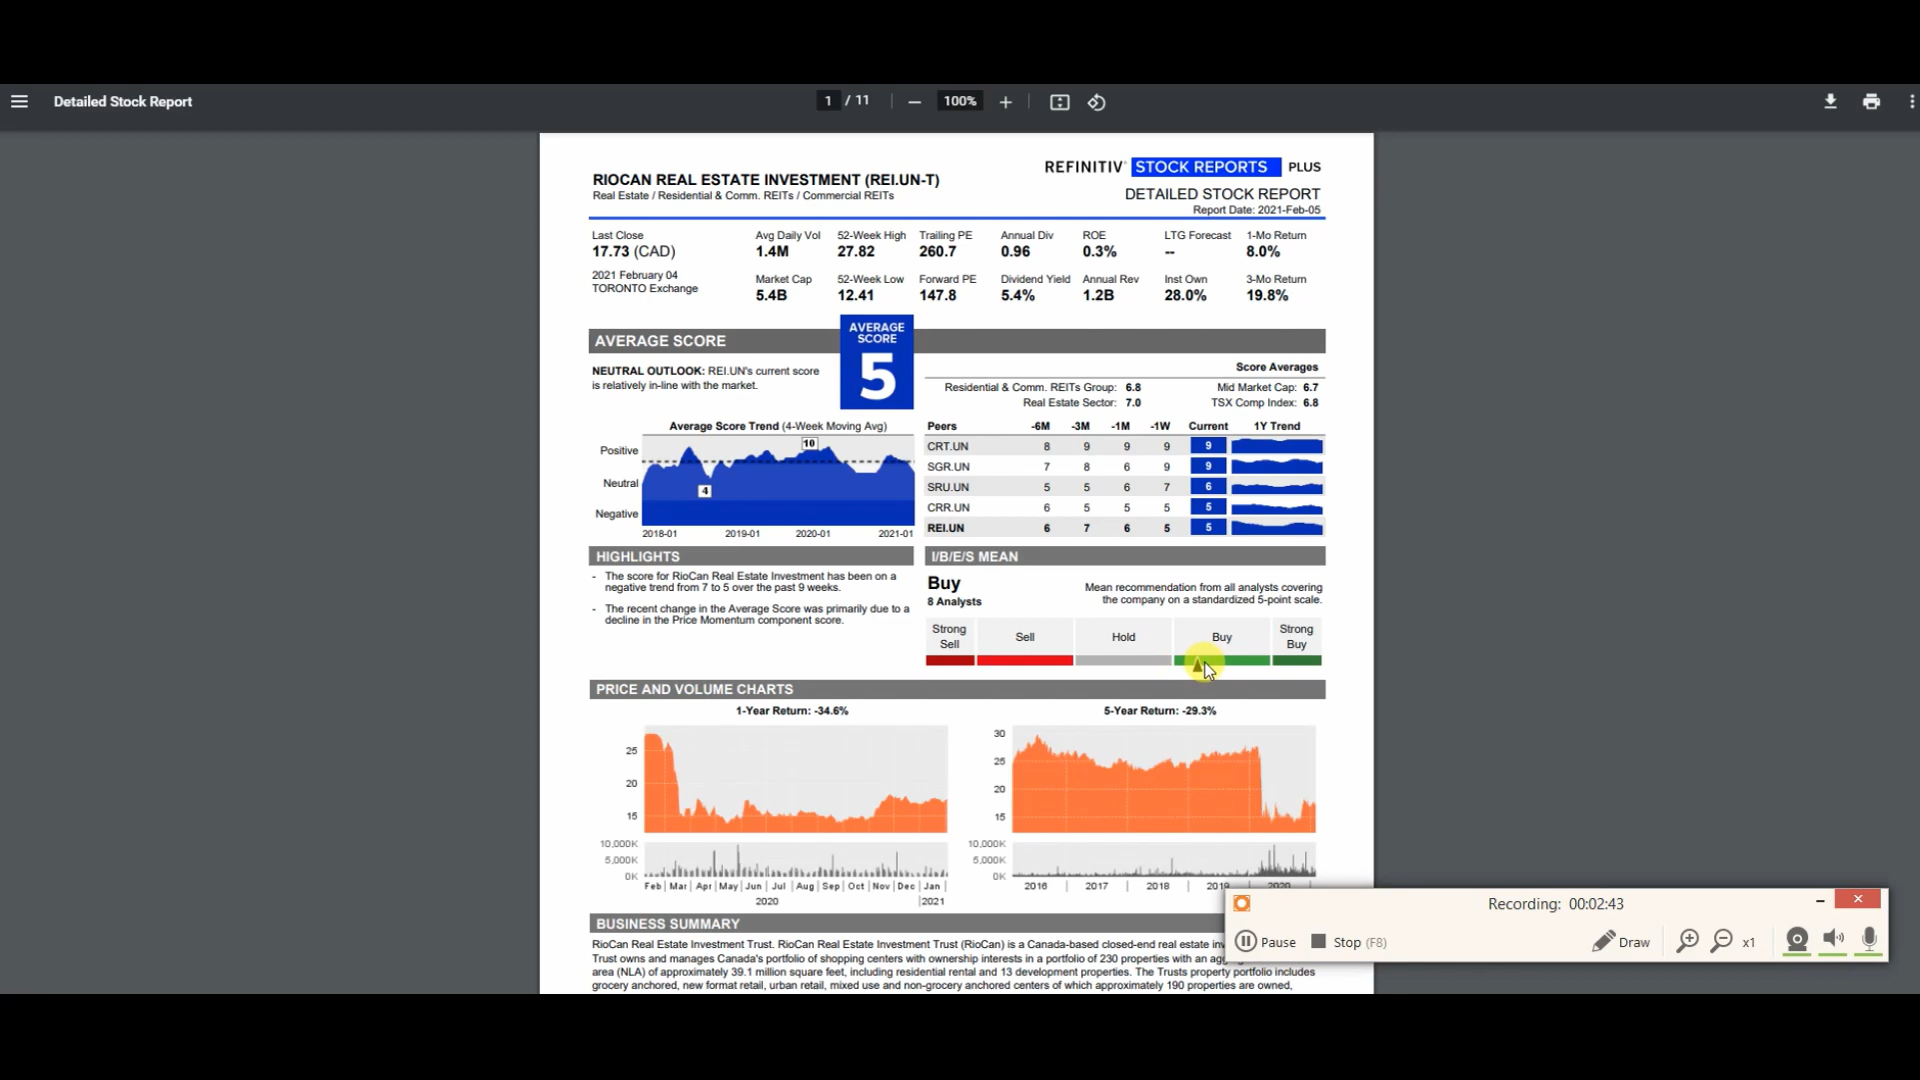 Detailed Stock Report
1 / 11
100%
REFINITIV STOCK REPORTS PLUS
RIOCAN REAL ESTATE INVESTMENT (REI.UN-T)
Real Estate / Residential & Comm. REITs / Commercial REITs
DETAILED STOCK REPORT
Report Date: 2021-Feb-05
Last Close
17.73 (CAD)
2021 February 04
TORONTO Exchange
Avg Daily Vol 52-Week High Trailing PE Annual Div ROE LTG Forecast 1-Mo Return
1.4M 27.82 260.7 0.96 0.3% -- 8.0%
Market Cap 52-Week Low Forward PE Dividend Yield Annual Rev Inst Own 3-Mo Return
5.4B 12.41 147.8 5.4% 1.2B 28.0% 19.8%
AVERAGE SCORE
AVERAGE
SCORE
5
NEUTRAL OUTLOOK: REI.UN's current score
is relatively in-line with the market.
Score Averages
Residential & Comm. REITs Group: 6.8 Mid Market Cap: 6.7
Real Estate Sector: 7.0 TSX Comp Index: 6.8
Average Score Trend (4-Week Moving Avg)
Positive
Neutral
Negative
10
4
2018-01 2019-01 2020-01 2021-01
Peers -6M -3M -1M -1W Current 1Y Trend
CRT.UN 8 9 9 9 9
SGR.UN 7 8 6 9 9
SRU.UN 5 5 6 7 6
CRR.UN 6 5 5 5 5
REI.UN 6 7 6 5 5
HIGHLIGHTS
- The score for RioCan Real Estate Investment has been on a
negative trend from 7 to 5 over the past 9 weeks.
- The recent change in the Average Score was primarily due to a
decline in the Price Momentum component score.
I/B/E/S MEAN
Buy
8 Analysts
Mean recommendation from all analysts covering
the company on a standardized 5-point scale.
Strong
Sell
Sell
Hold
Buy
Strong
Buy
PRICE AND VOLUME CHARTS
1-Year Return: -34.6%
25
20
15
10,000K
5,000K
0K
Feb Mar Apr May Jun Jul Aug Sep Oct Nov Dec Jan
2020 2021
5-Year Return: -29.3%
30
25
20
15
10,000K
5,000K
0K
2016 2017 2018 2019 2020
BUSINESS SUMMARY
RioCan Real Estate Investment Trust. RioCan Real Estate Investment Trust (RioCan) is a Canada-based closed-end real estate
Trust owns and manages Canada's portfolio of shopping centers with ownership interests in a portfolio of 230 properties with an
area (NLA) of approximately 39.1 million square feet, including residential rental and 13 development properties. The Trusts property portfolio includes
grocery anchored, new format retail, urban retail, mixed use and non-grocery anchored centers of which approximately 190 properties are owned,
Recording: 00:02:43
Pause Stop (F8) Draw x1